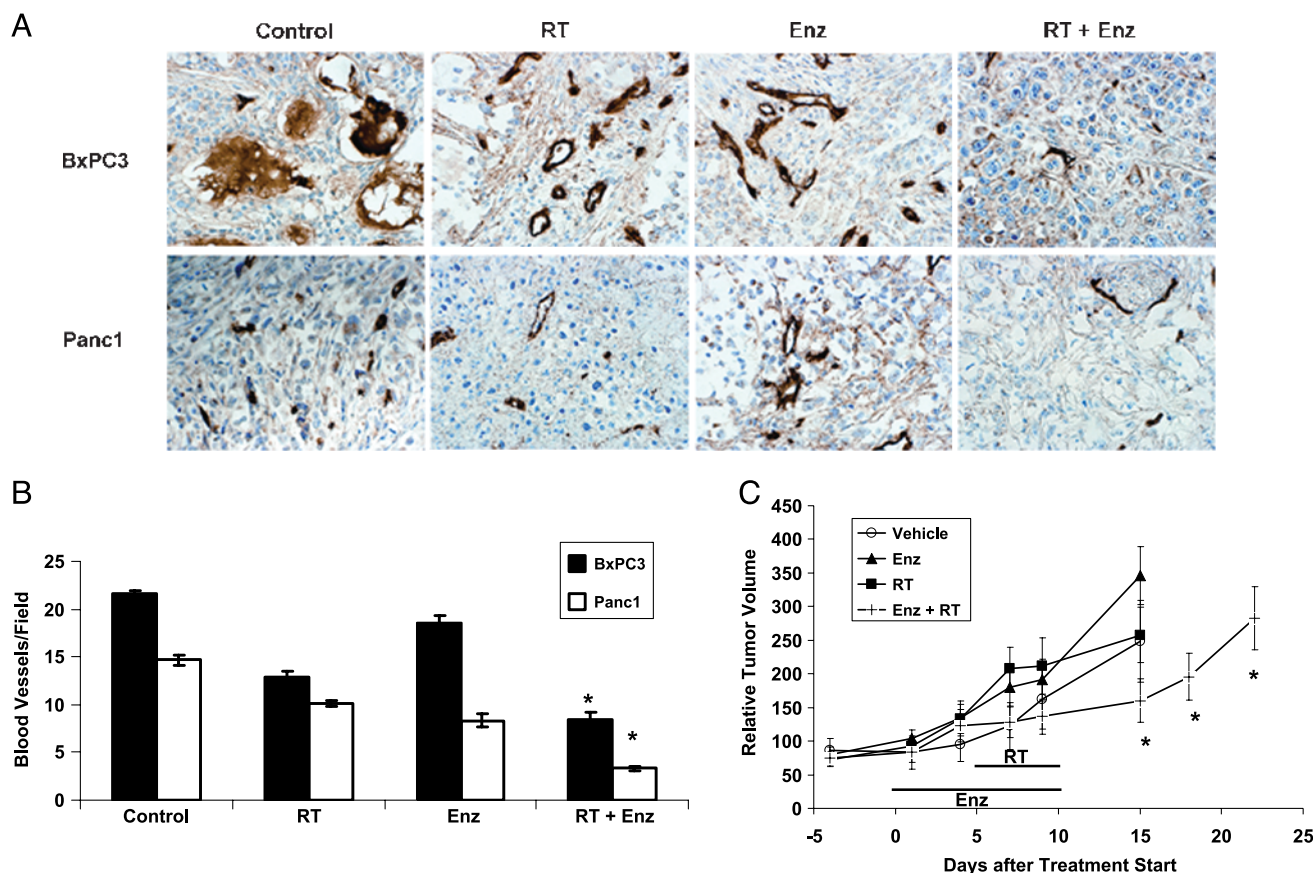 A
Control RT Enz RT + Enz
BxPC3
Panc1
B
25
20
15
10
5
0
Blood Vessels/Field
BxPC3
Panc1
*
*
Control RT Enz RT + Enz
C
450
400
350
300
250
200
150
100
50
0
Relative Tumor Volume
Vehicle
Enz
RT
Enz + RT
*
*
*
RT
Enz
-5 0 5 10 15 20 25
Days after Treatment Start